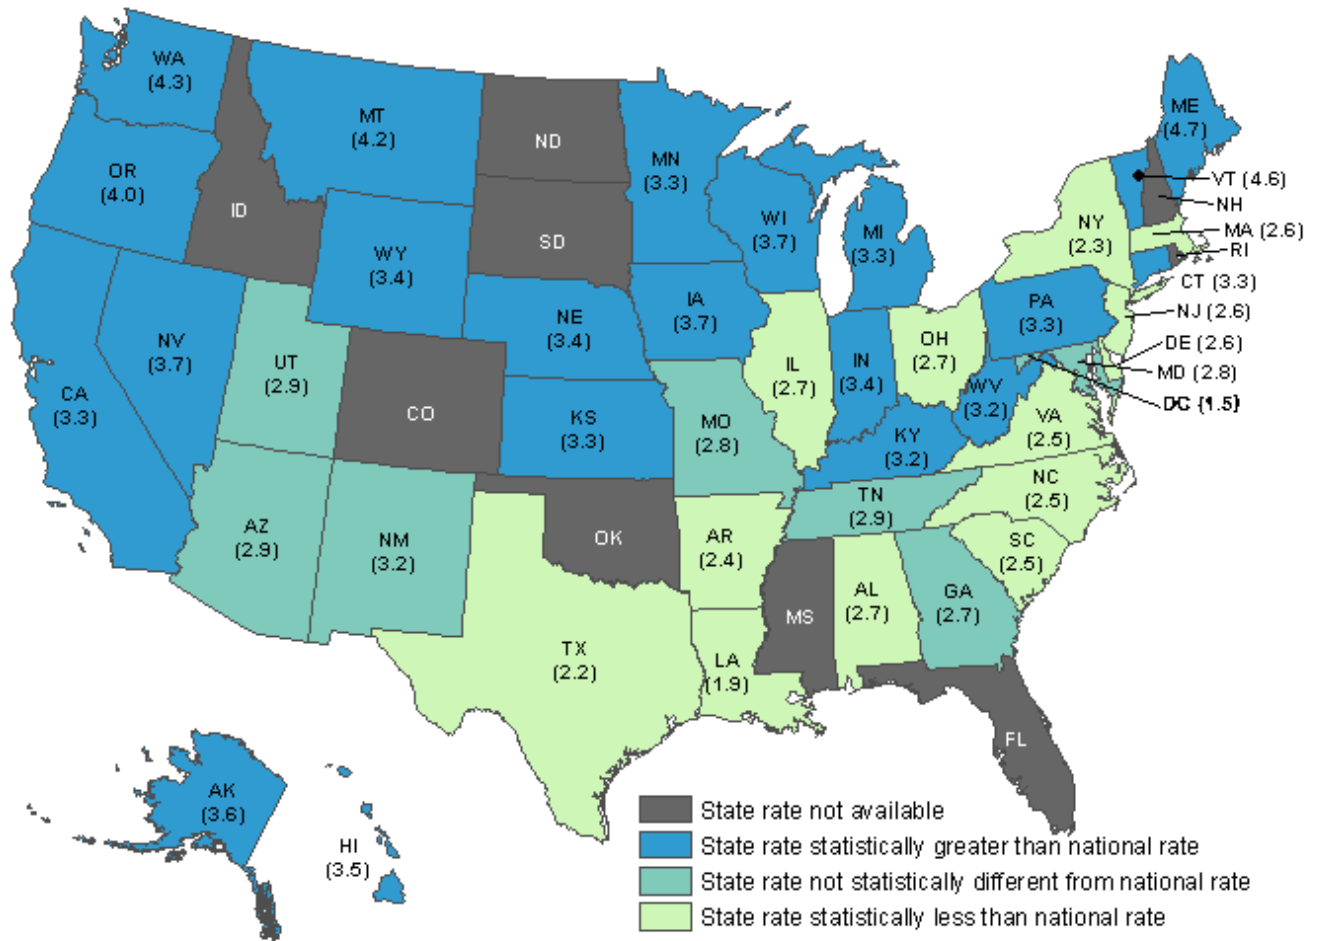 WA
(4.3)
MT
(4.2)
ND
MN
(3.3)
ME
(4.7)
OR
(4.0)
ID
SD
WY
(3.4)
WI
(3.7)
MI
(3.3)
NY
(2.3)
VT (4.6)
NH
MA (2.6)
RI
CT (3.3)
NJ (2.6)
DE (2.6)
MD (2.8)
DC (1.5)
PA
(3.3)
IA
(3.7)
NE
(3.4)
NV
(3.7)
UT
(2.9)
CA
(3.3)
CO
KS
(3.3)
MO
(2.8)
IL
(2.7)
IN
(3.4)
OH
(2.7)
WV
(3.2)
VA
(2.5)
KY
(3.2)
NC
(2.5)
TN
(2.9)
SC
(2.5)
AZ
(2.9)
NM
(3.2)
OK
AR
(2.4)
MS
AL
(2.7)
GA
(2.7)
TX
(2.2)
LA
(1.9)
FL
AK
(3.6)
HI
(3.5)
State rate not available
State rate statistically greater than national rate
State rate not statistically different from national rate
State rate statistically less than national rate